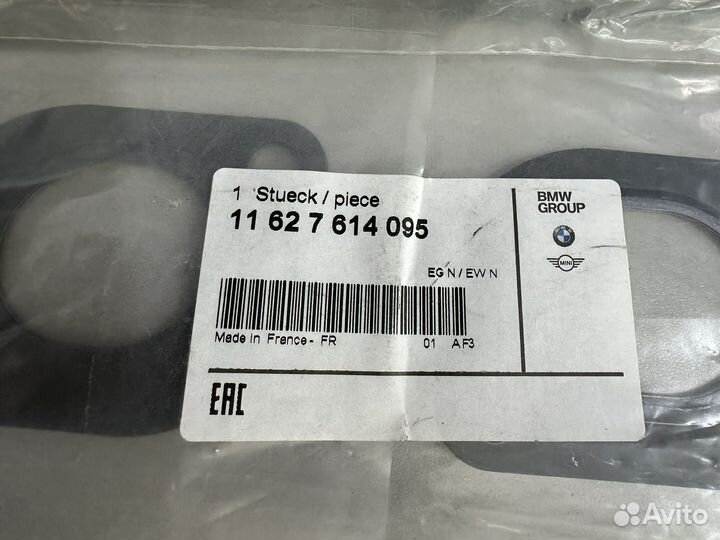 1 Stueck / piece
11 62 7 614 095
EG N / EW N
Made in France - FR 01 AF3
EAC
BMW
GROUP
MINI
Avito